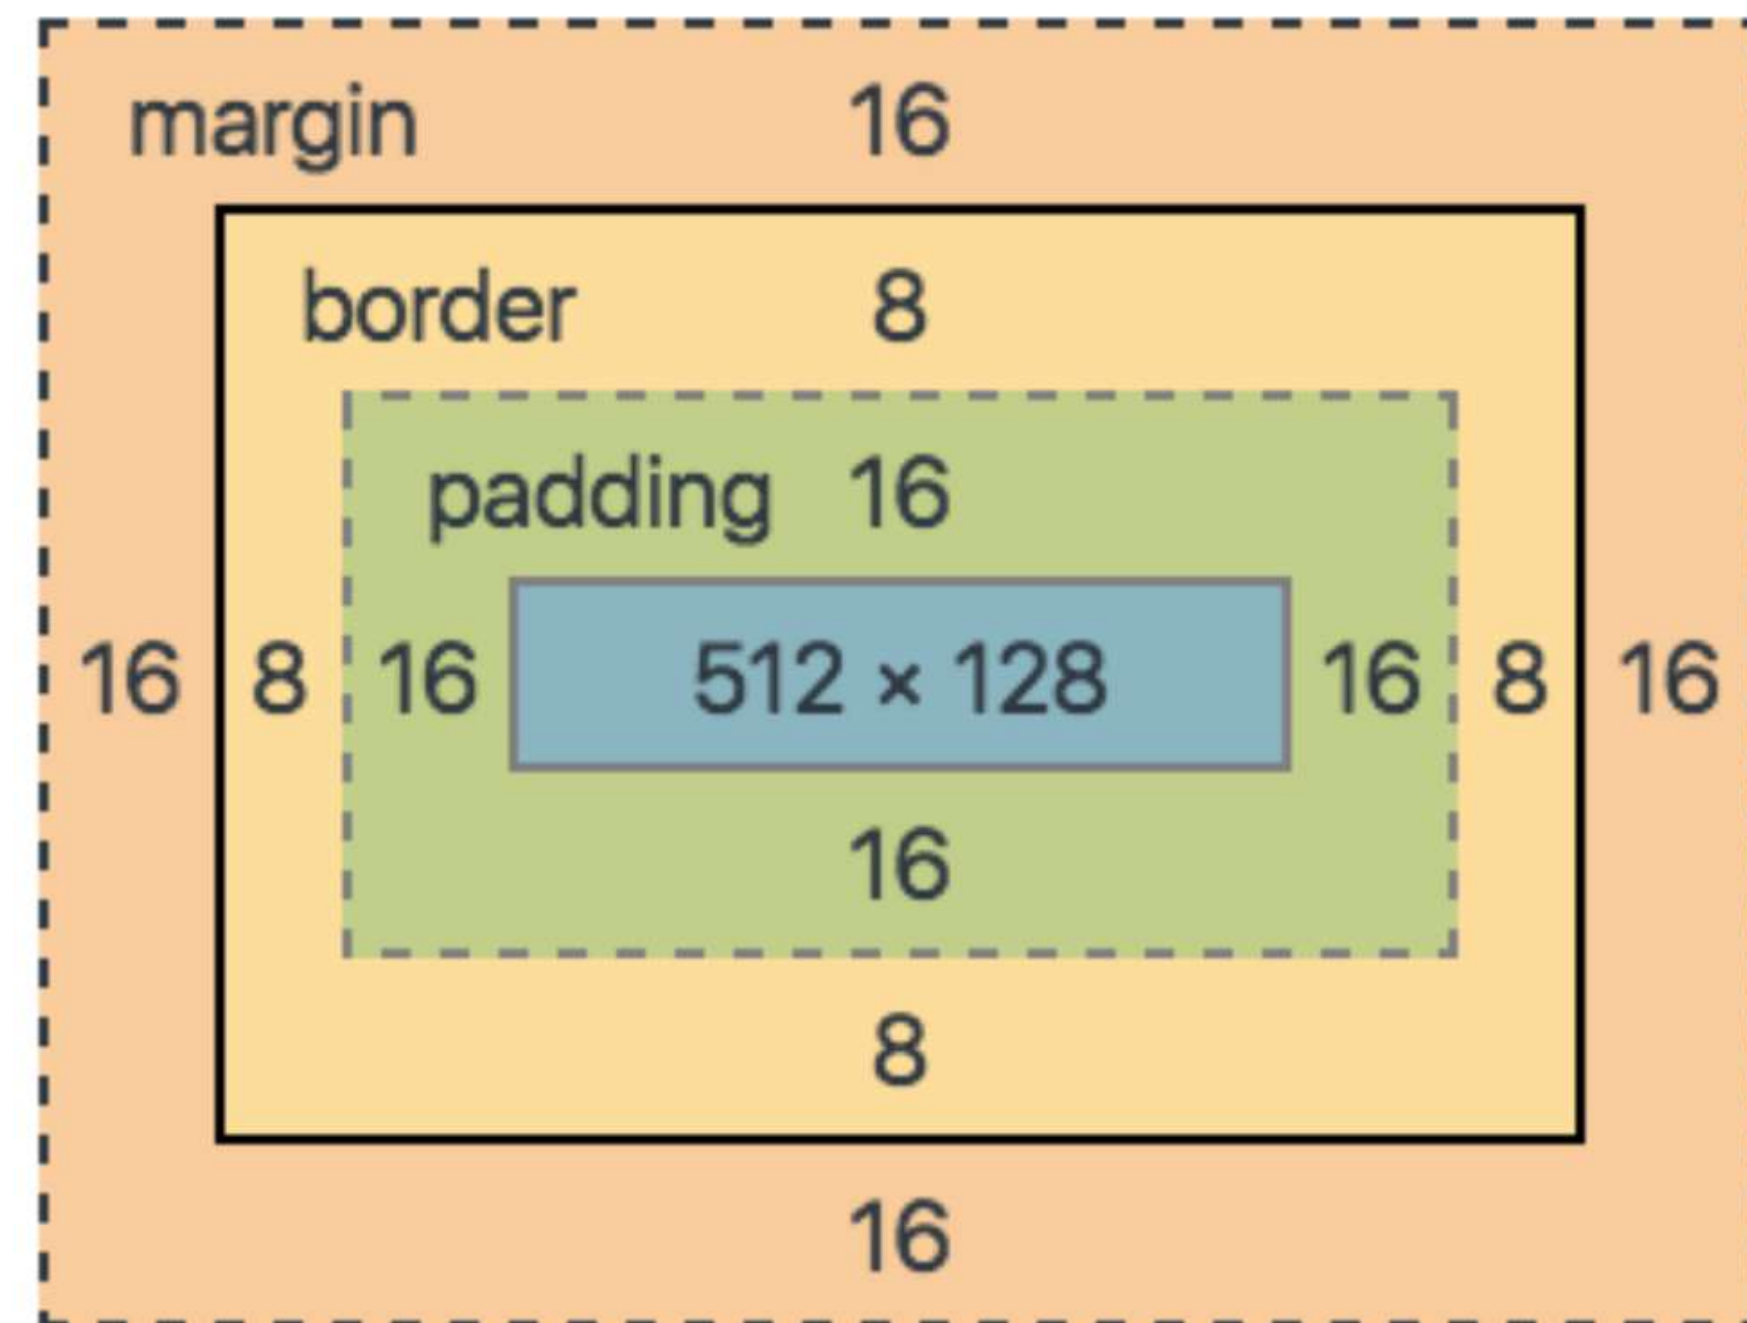 margin 16
border 8
padding 16
16 8 16 512 × 128 16 8 16
16
8
16